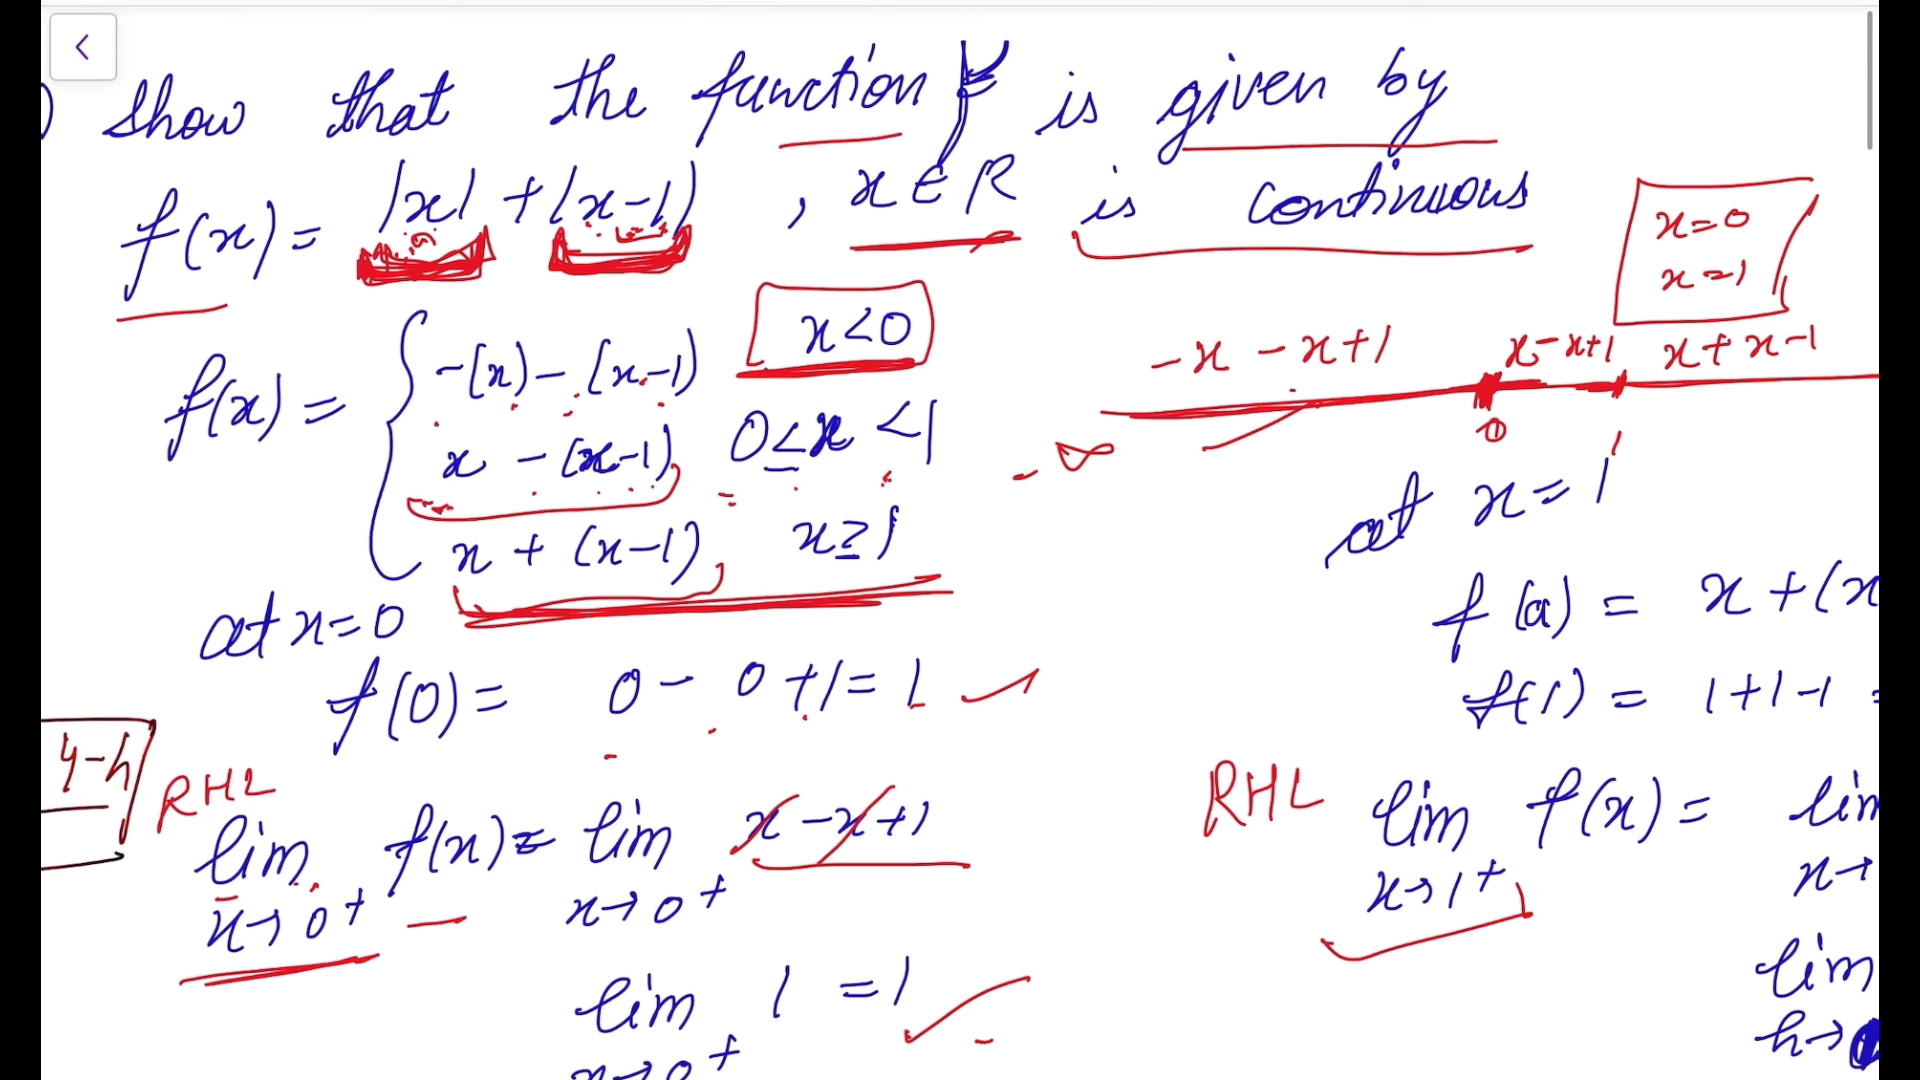 ) Show that the function f is given by
f(x) = |x| + |x-1| , x ∈ R is continuous
x=0
x=1
f(x) = { -(x) - (x-1) x<0
x - (x-1) 0≤x<1
x + (x-1) x≥1
-x -x+1 x-x+1 x+x-1
-∞ 0 1
at x=0
f(0) = 0 - 0 +1 = 1
4-h
RHL
lim f(x) = lim x-x+1
x→0+ x→0+
lim 1 = 1
x→0+
at x=1
f(a) = x+(x
f(1) = 1+1-1 =
RHL
lim f(x) = lim
x→1+ x→
lim
h→